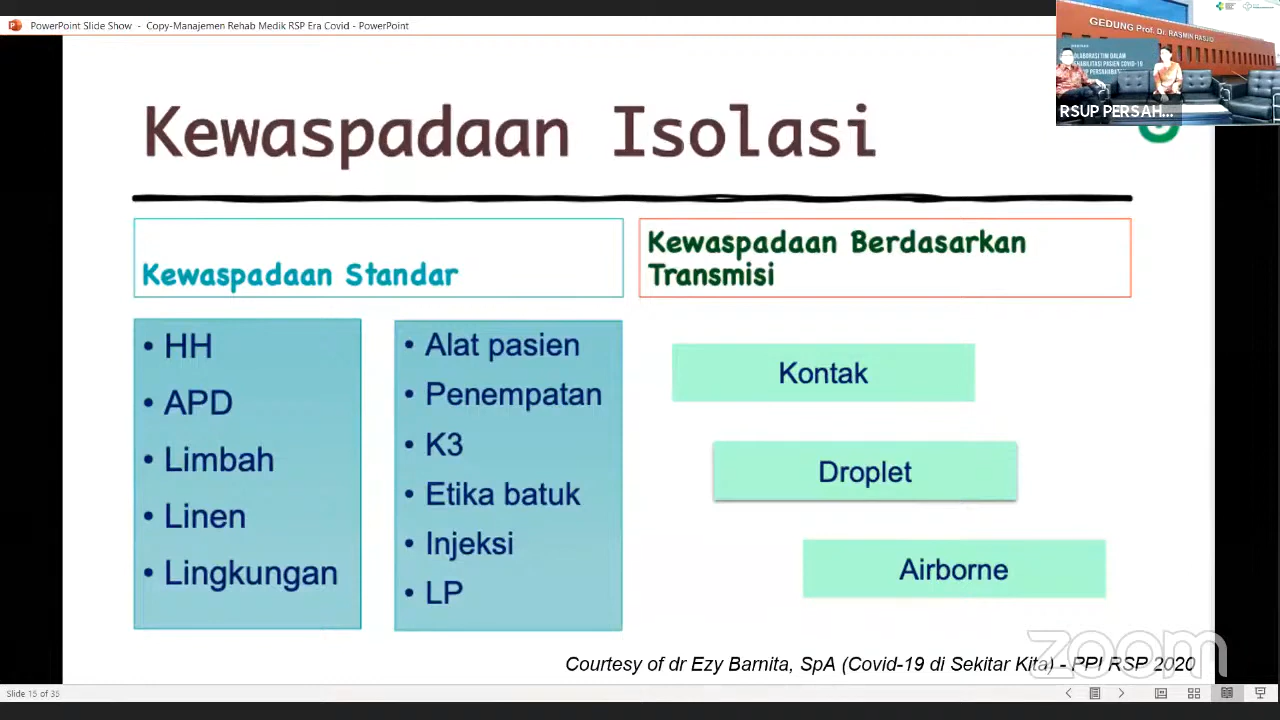 PowerPoint Slide Show - Copy-Manajemen Rehab Medik RSP Era Covid - PowerPoint
GEDUNG Prof. Dr. RASMIN RASJID
RSUP PERSAH...
Kewaspadaan Isolasi
Kewaspadaan Standar
Kewaspadaan Berdasarkan
Transmisi
• HH
• APD
• Limbah
• Linen
• Lingkungan
• Alat pasien
• Penempatan
• K3
• Etika batuk
• Injeksi
• LP
Kontak
Droplet
Airborne
Courtesy of dr Ezy Barnita, SpA (Covid-19 di Sekitar Kita) - PPI RSP 2020
zoom
Slide 15 of 35